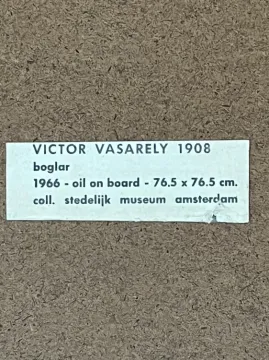 VICTOR VASARELY 1908
boglar
1966 - oil on board - 76.5 x 76.5 cm.
coll. stedelijk museum amsterdam